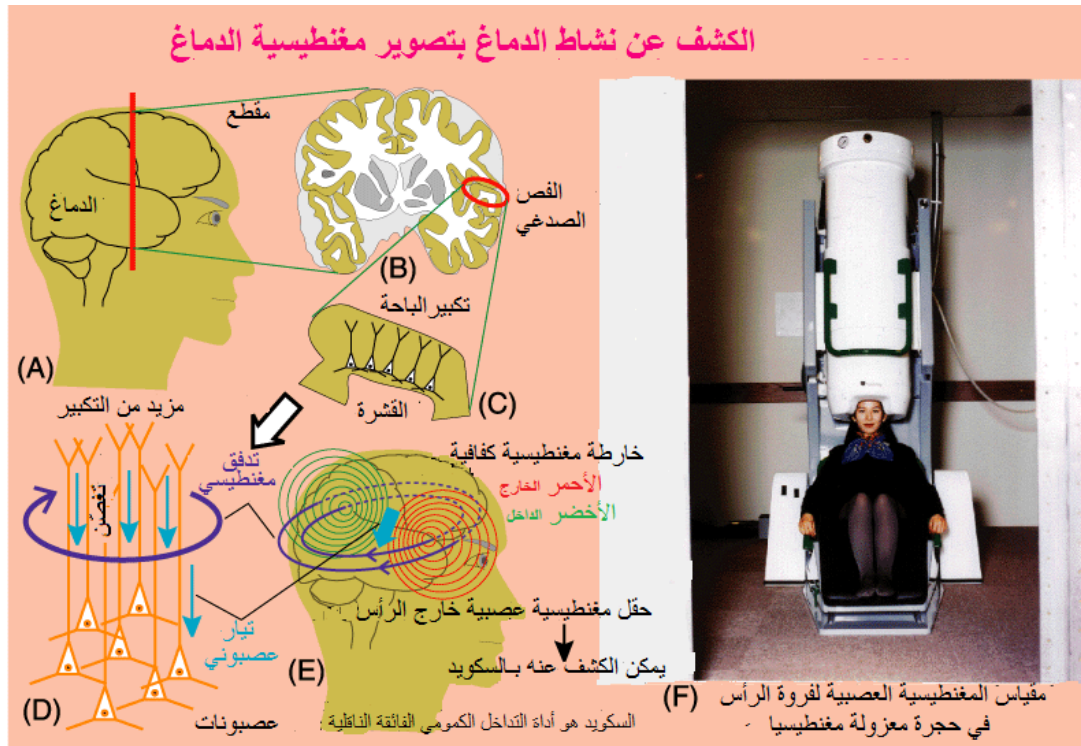 الكشف عن نشاط الدماغ بتصوير مغنطيسية الدماغ
مقطع
الدماغ
الفص
الصدغي
(B)
تكبير الباحة
(A)
القشرة
(C)
مزيد من التكبير
تدفق
مغنطيسي
تغصّن
خارطة مغنطيسية كفافية
الأحمر الخارج
الأخضر الداخل
حقل مغنطيسية عصبية خارج الرأس
يمكن الكشف عنه بـالسكويد
تيار
عصبوني
(E)
(D)
عصبونات
السكويد هو أداة التداخل الكمومي الفائقة الناقلية :
(F)
مقياس المغنطيسية العصبية لفروة الرأس
في حجرة معزولة مغنطيسيا